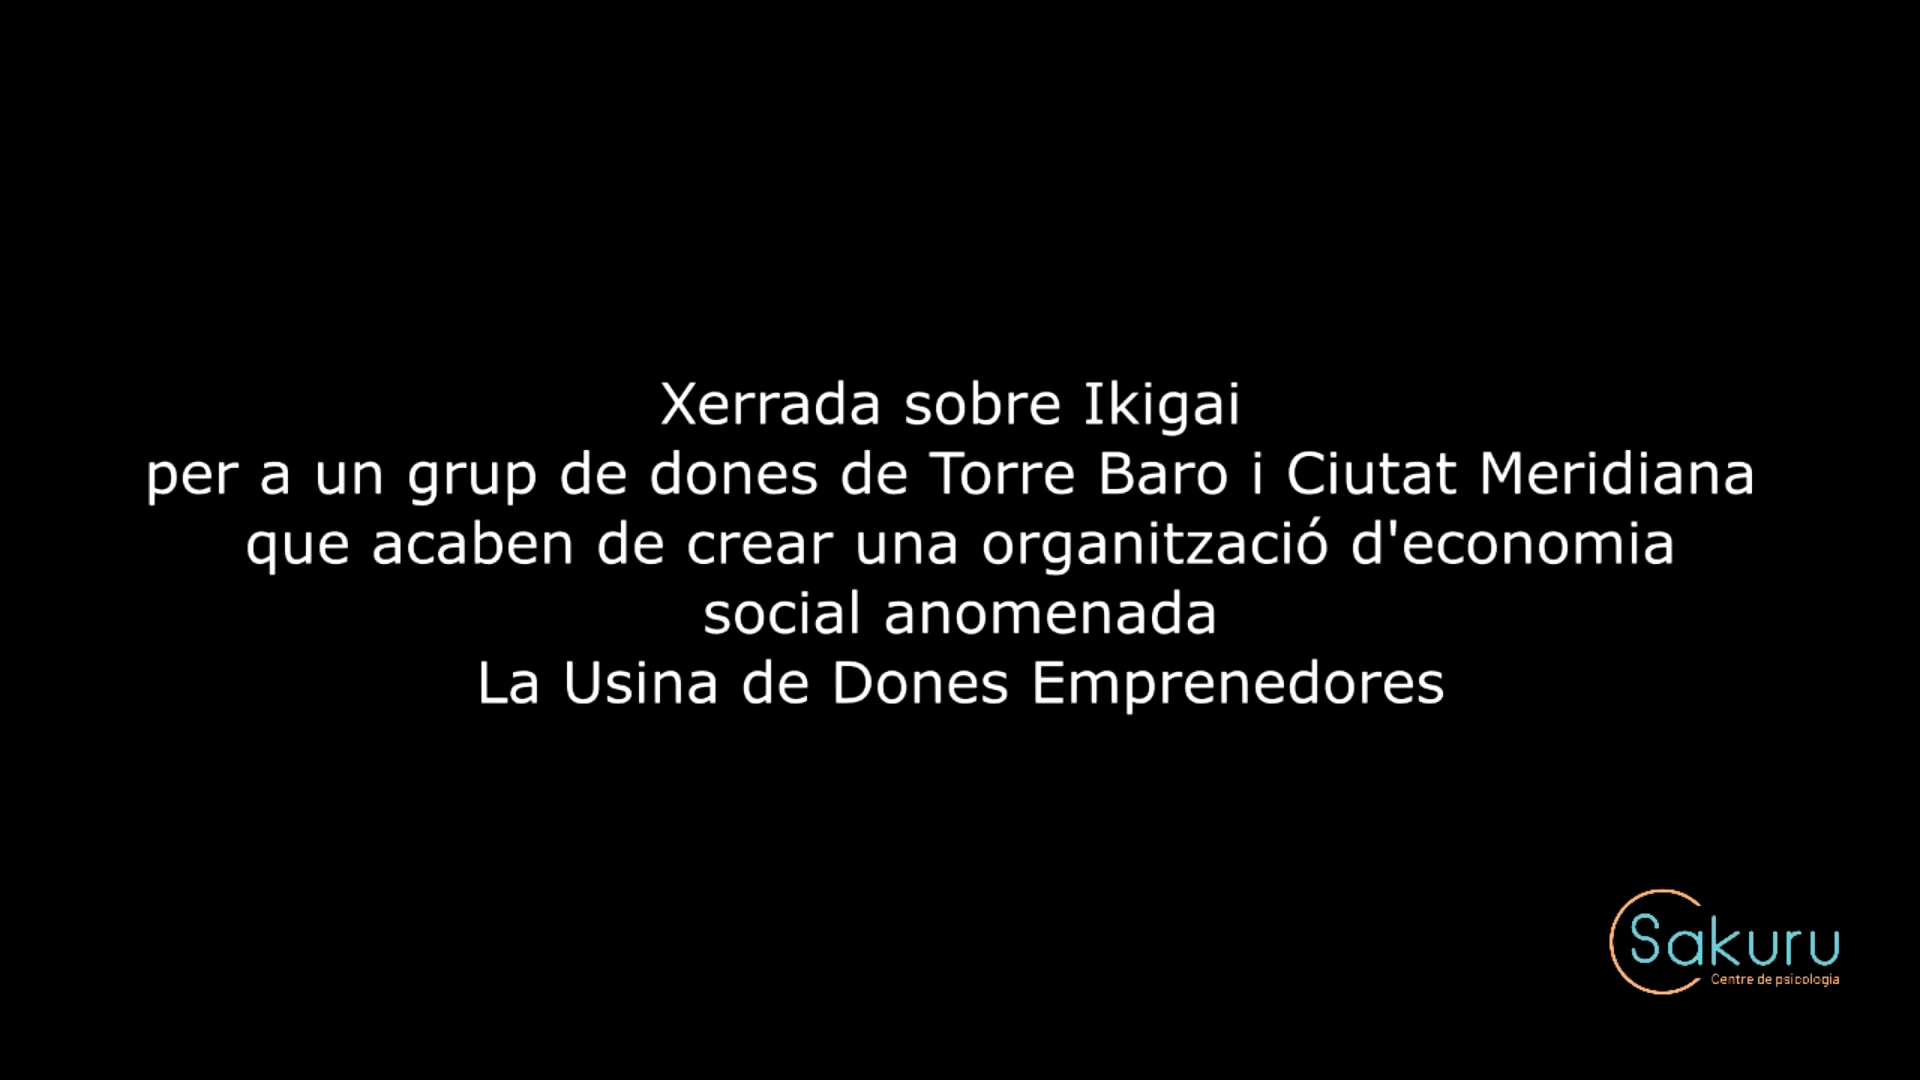 Xerrada sobre Ikigai
per a un grup de dones de Torre Baro i Ciutat Meridiana
que acaben de crear una organització d'economia
social anomenada
La Usina de Dones Emprenedores
Sakuru
Centre de psicologia